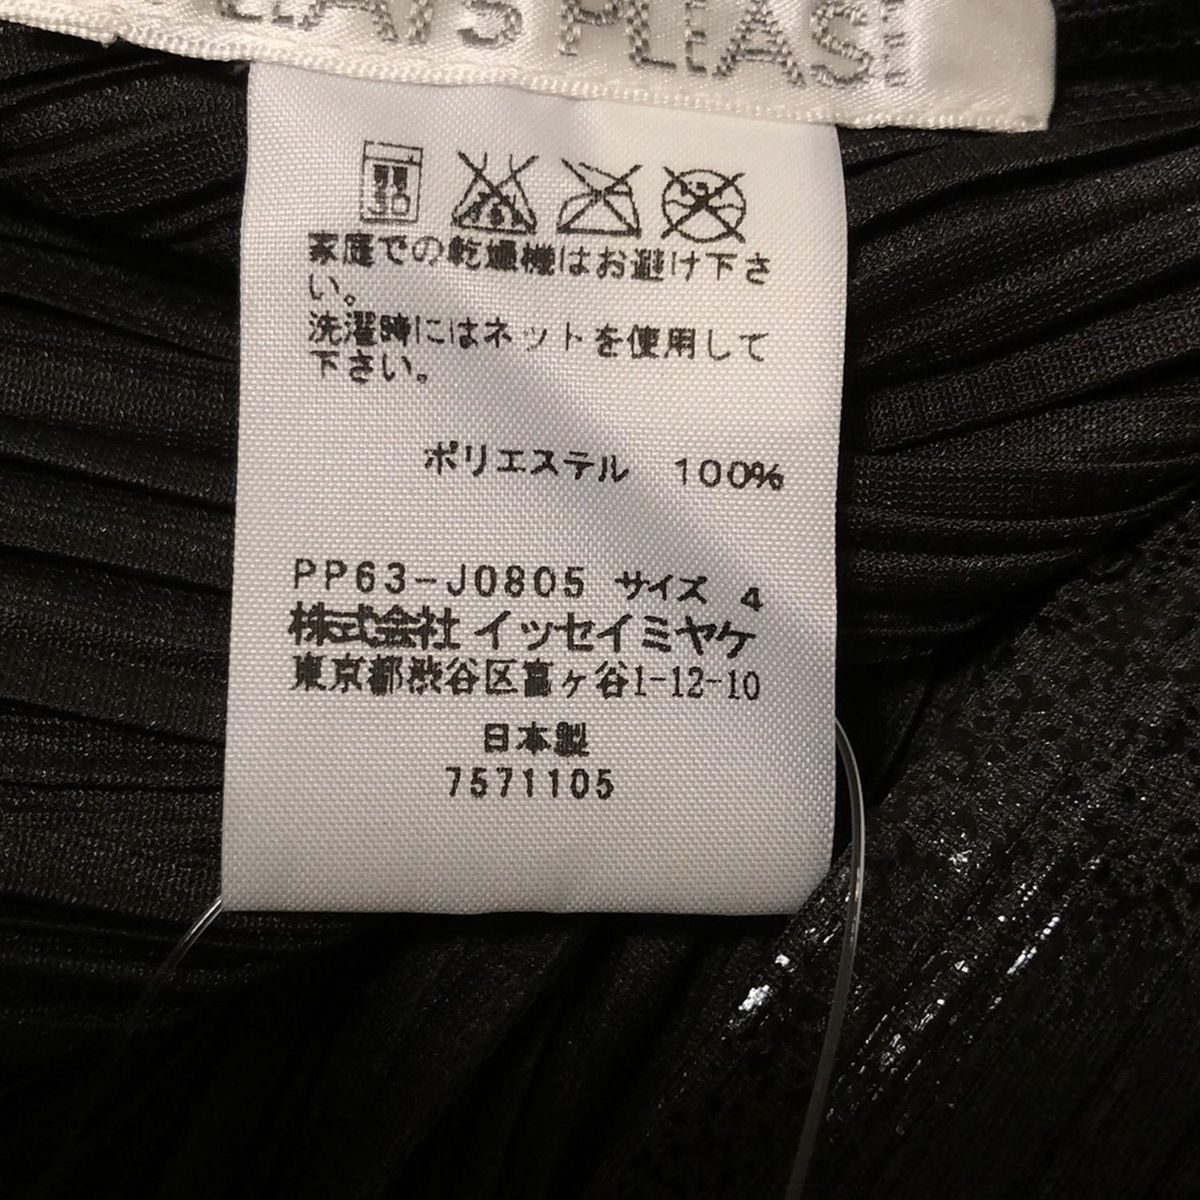 PLEATS PLEAS
30
家庭での乾燥機はお避け下さ
い。
洗濯時にはネットを使用して
下さい。
ポリエステル 100%
PP63-J0805 サイズ 4
株式会社 イッセイミヤケ
東京都渋谷区富ヶ谷1-12-10
日本製
7571105